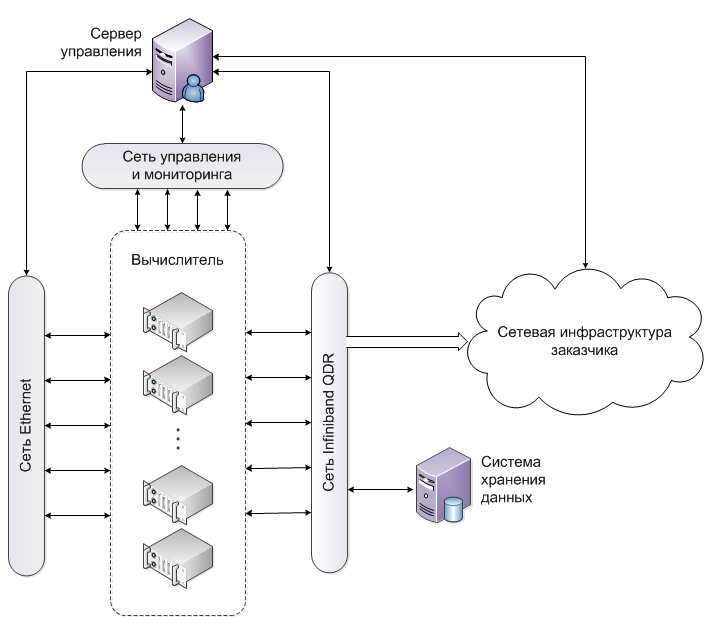 Сервер
управления
Сеть управления
и мониторинга
Вычислитель
Сеть Ethernet
Сеть Infiniband QDR
Сетевая инфраструктура
заказчика
Система
хранения
данных